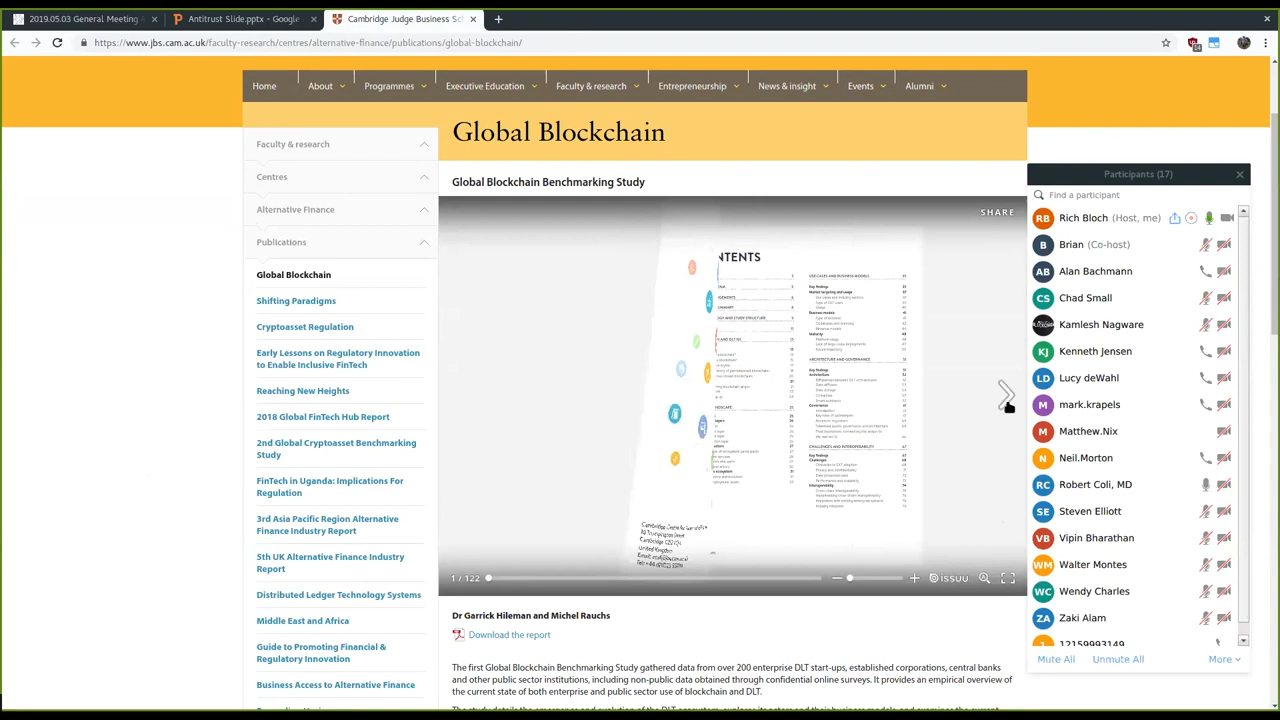 2019.05.03 General Meeting
Antitrust Slide.pptx - Google
Cambridge Judge Business Sc
https://www.jbs.cam.ac.uk/faculty-research/centres/alternative-finance/publications/global-blockchain/
14
Home About Programmes Executive Education Faculty & research Entrepreneurship News & insight Events Alumni
Global Blockchain
Faculty & research
Centres
Alternative Finance
Publications
Global Blockchain
Shifting Paradigms
Cryptoasset Regulation
Early Lessons on Regulatory Innovation
to Enable Inclusive FinTech
Reaching New Heights
2018 Global FinTech Hub Report
2nd Global Cryptoasset Benchmarking
Study
FinTech in Uganda: Implications For
Regulation
3rd Asia Pacific Region Alternative
Finance Industry Report
5th UK Alternative Finance Industry
Report
Distributed Ledger Technology Systems
Middle East and Africa
Guide to Promoting Financial &
Regulatory Innovation
Business Access to Alternative Finance
Global Blockchain Benchmarking Study
SHARE
NTENTS
1 / 122
issuu
Dr Garrick Hileman and Michel Rauchs
Download the report
The first Global Blockchain Benchmarking Study gathered data from over 200 enterprise DLT start-ups, established corporations, central banks
and other public sector institutions, including non-public data obtained through confidential online surveys. It provides an empirical overview of
the current state of both enterprise and public sector use of blockchain and DLT.
Participants (17)
Find a participant
RB Rich Bloch (Host, me)
B Brian (Co-host)
AB Alan Bachmann
CS Chad Small
Kamlesh Nagware
KJ Kenneth Jensen
LD Lucy deWahl
M mark.krapels
M Matthew.Nix
N Neil.Morton
RC Robert Coli, MD
SE Steven Elliott
VB Vipin Bharathan
WM Walter Montes
WC Wendy Charles
ZA Zaki Alam
12159993149
Mute All Unmute All More